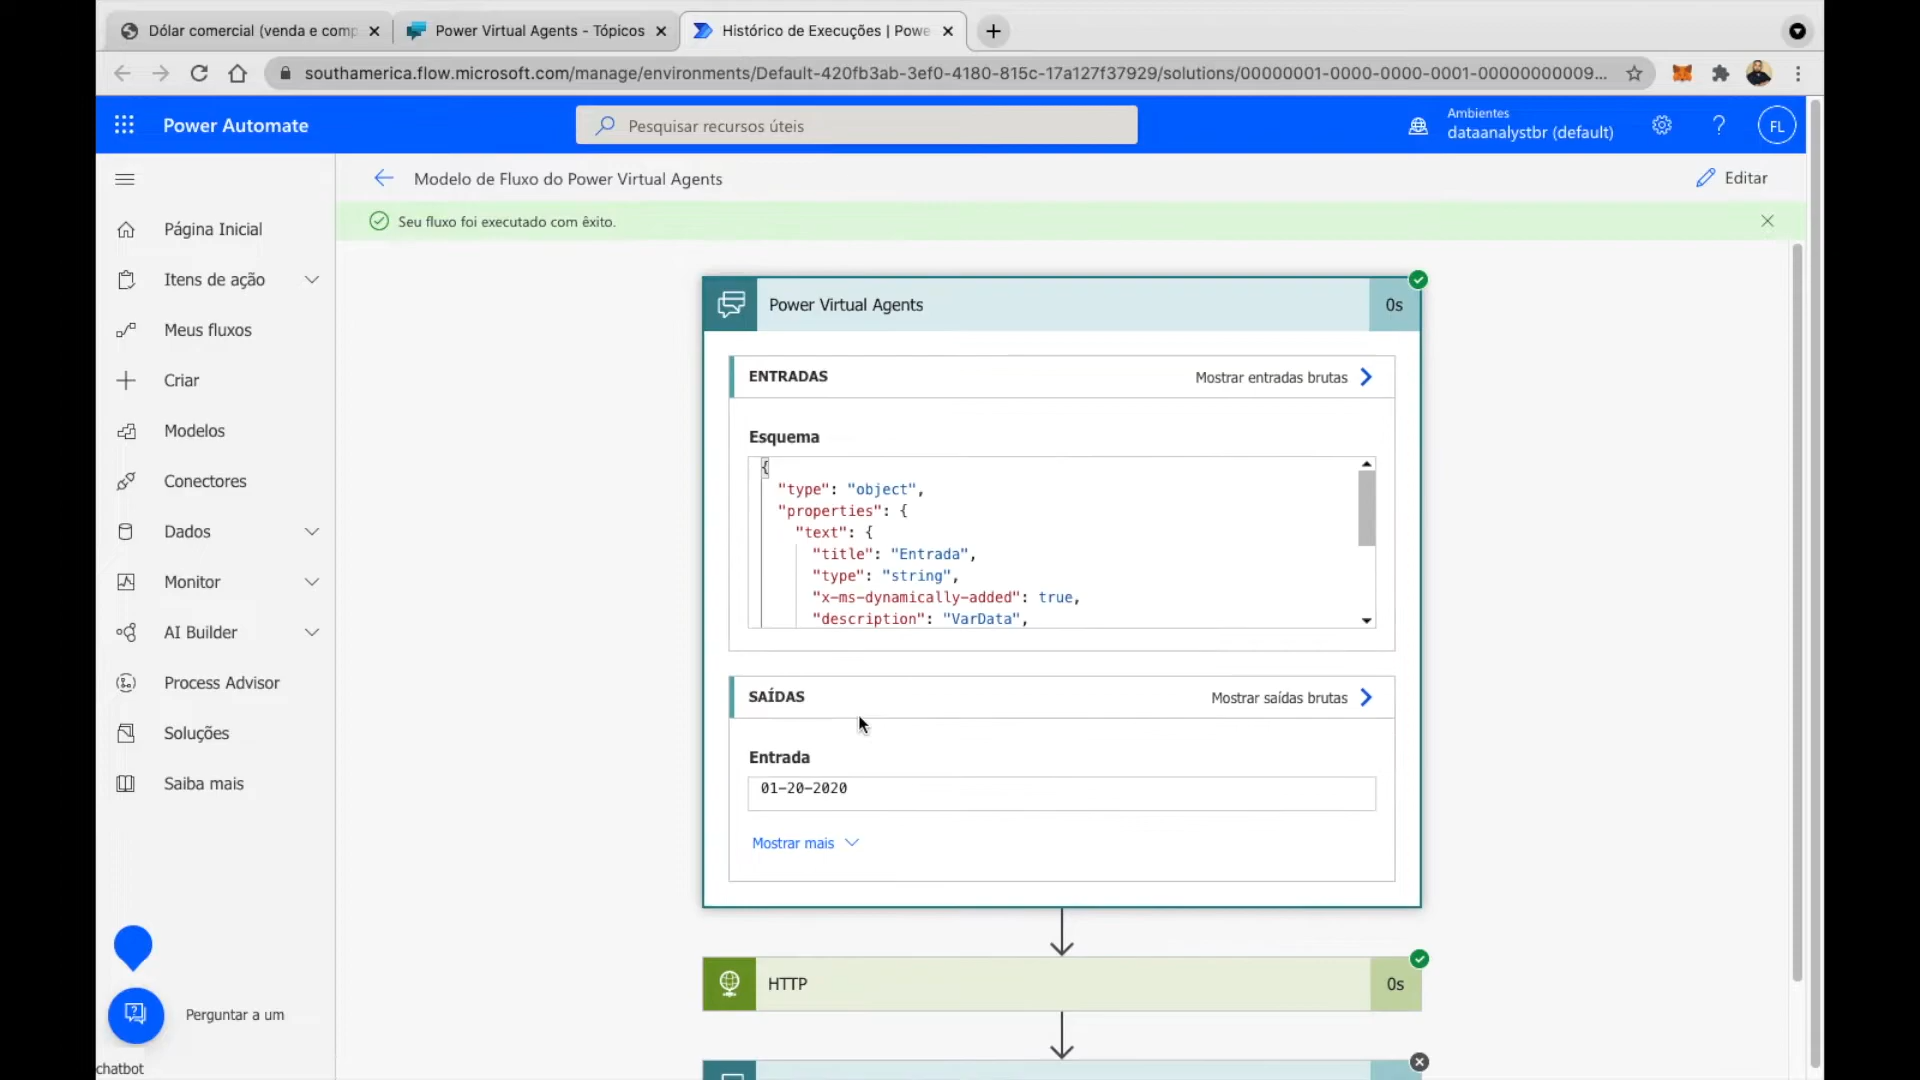 Dólar comercial (venda e comp
Power Virtual Agents - Tópicos
Histórico de Execuções | Powe
southamerica.flow.microsoft.com/manage/environments/Default-420fb3ab-3ef0-4180-815c-17a127f37929/solutions/00000001-0000-0000-0001-00000000009...
Power Automate
Pesquisar recursos úteis
Ambientes
dataanalystbr (default)
FL
Modelo de Fluxo do Power Virtual Agents
Editar
Seu fluxo foi executado com êxito.
Página Inicial
Itens de ação
Meus fluxos
Criar
Modelos
Conectores
Dados
Monitor
AI Builder
Process Advisor
Soluções
Saiba mais
Perguntar a um
chatbot
Power Virtual Agents
0s
ENTRADAS
Mostrar entradas brutas
Esquema
{
"type": "object",
"properties": {
"text": {
"title": "Entrada",
"type": "string",
"x-ms-dynamically-added": true,
"description": "VarData",
SAÍDAS
Mostrar saídas brutas
Entrada
01-20-2020
Mostrar mais
HTTP
0s